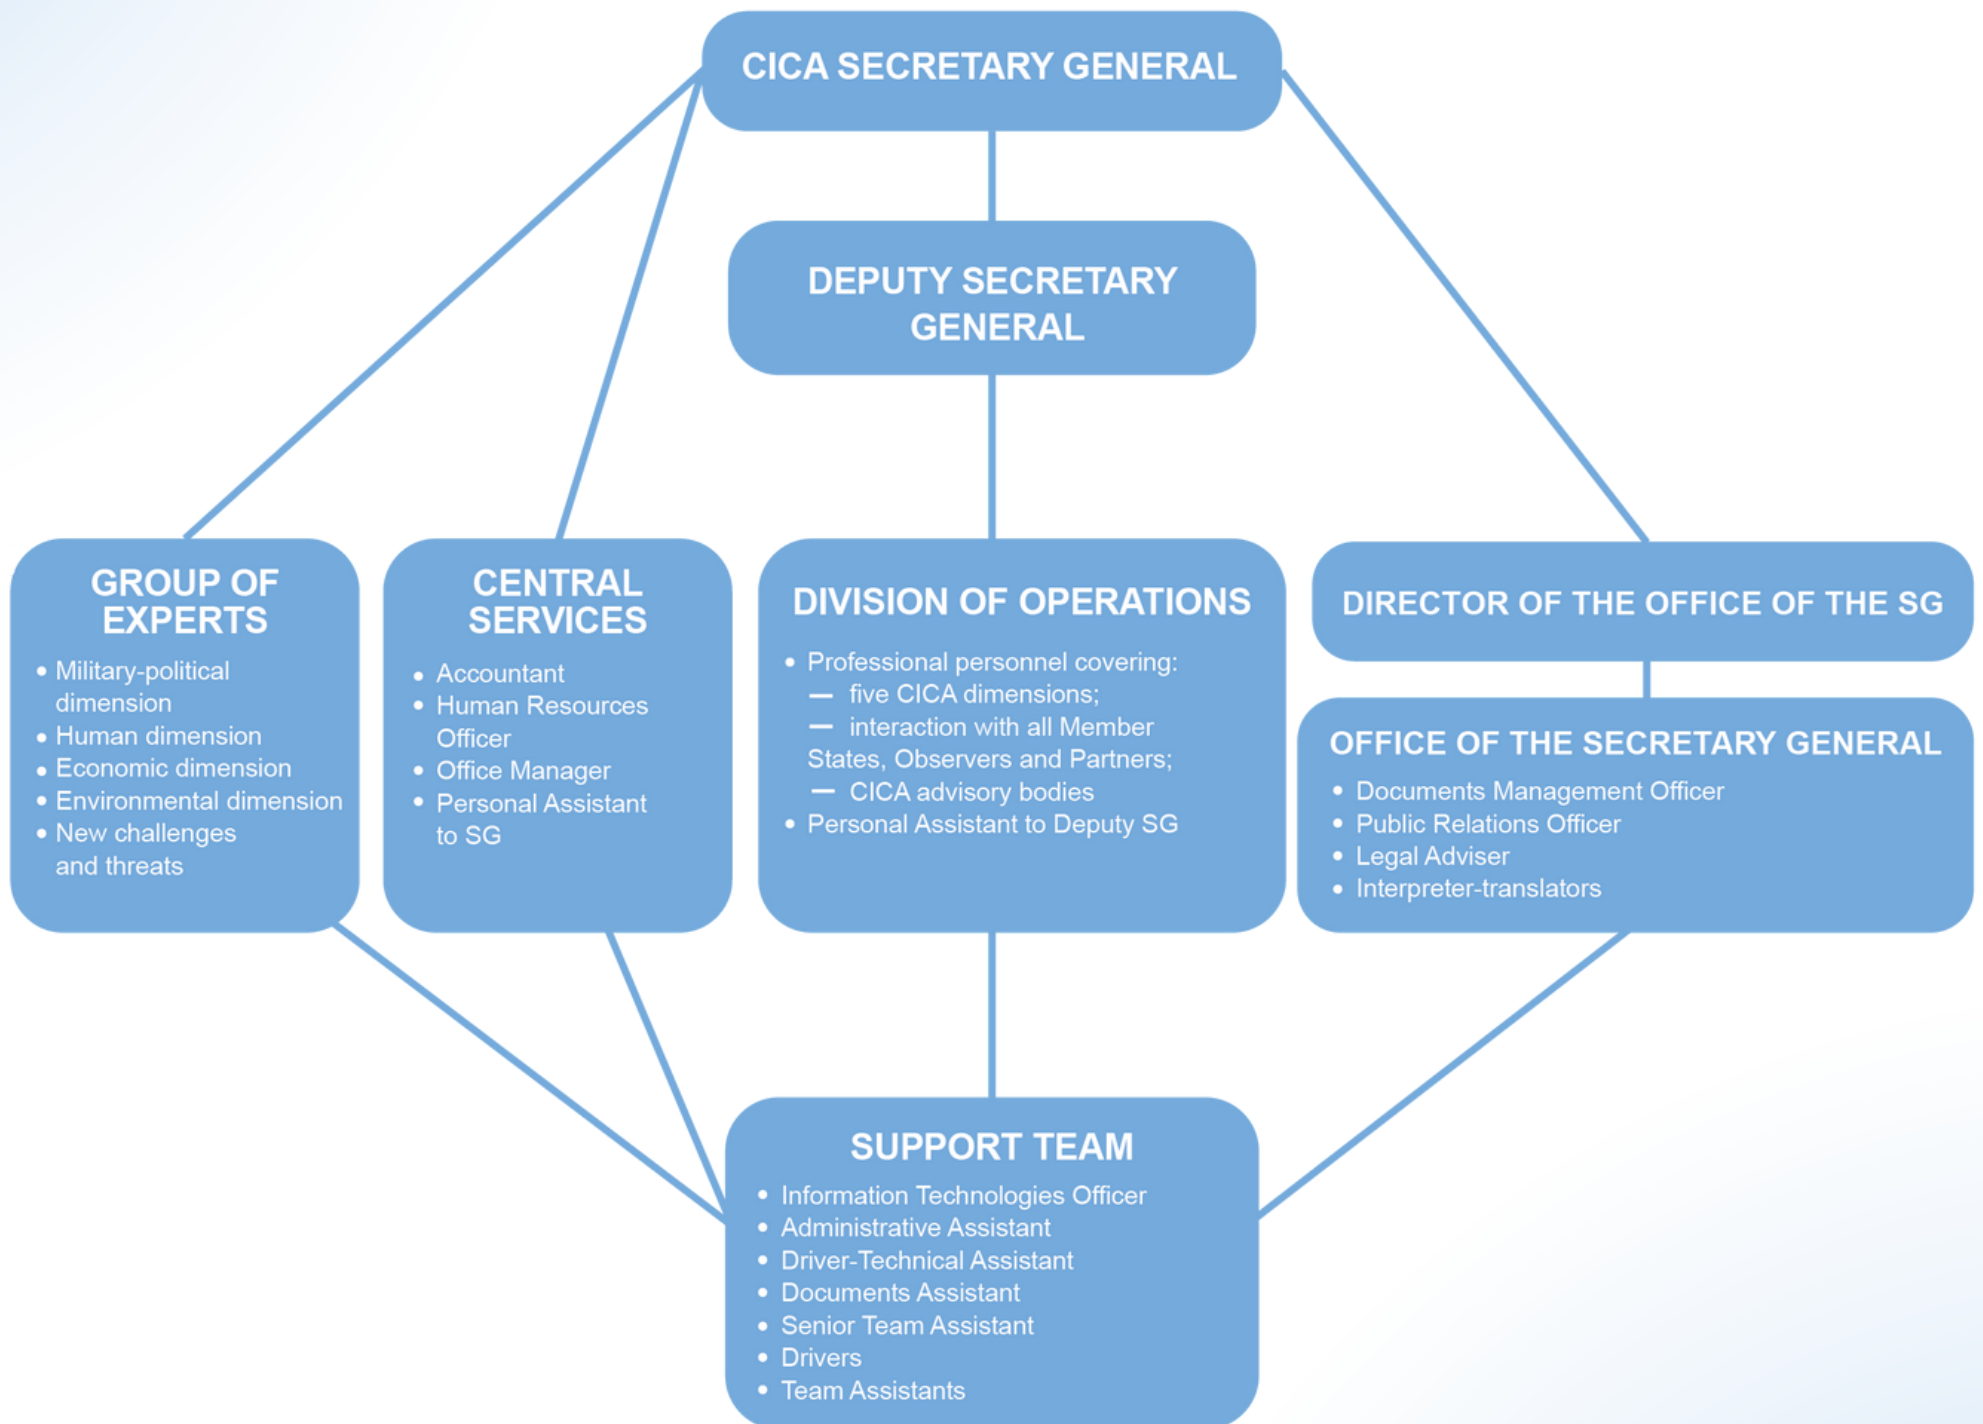 CICA SECRETARY GENERAL
DEPUTY SECRETARY
GENERAL
GROUP OF
EXPERTS
• Military-political
dimension
• Human dimension
• Economic dimension
• Environmental dimension
• New challenges
and threats
CENTRAL
SERVICES
• Accountant
• Human Resources
Officer
• Office Manager
• Personal Assistant
to SG
DIVISION OF OPERATIONS
• Professional personnel covering:
— five CICA dimensions;
— interaction with all Member
States, Observers and Partners;
— CICA advisory bodies
• Personal Assistant to Deputy SG
DIRECTOR OF THE OFFICE OF THE SG
OFFICE OF THE SECRETARY GENERAL
• Documents Management Officer
• Public Relations Officer
• Legal Adviser
• Interpreter-translators
SUPPORT TEAM
• Information Technologies Officer
• Administrative Assistant
• Driver-Technical Assistant
• Documents Assistant
• Senior Team Assistant
• Drivers
• Team Assistants